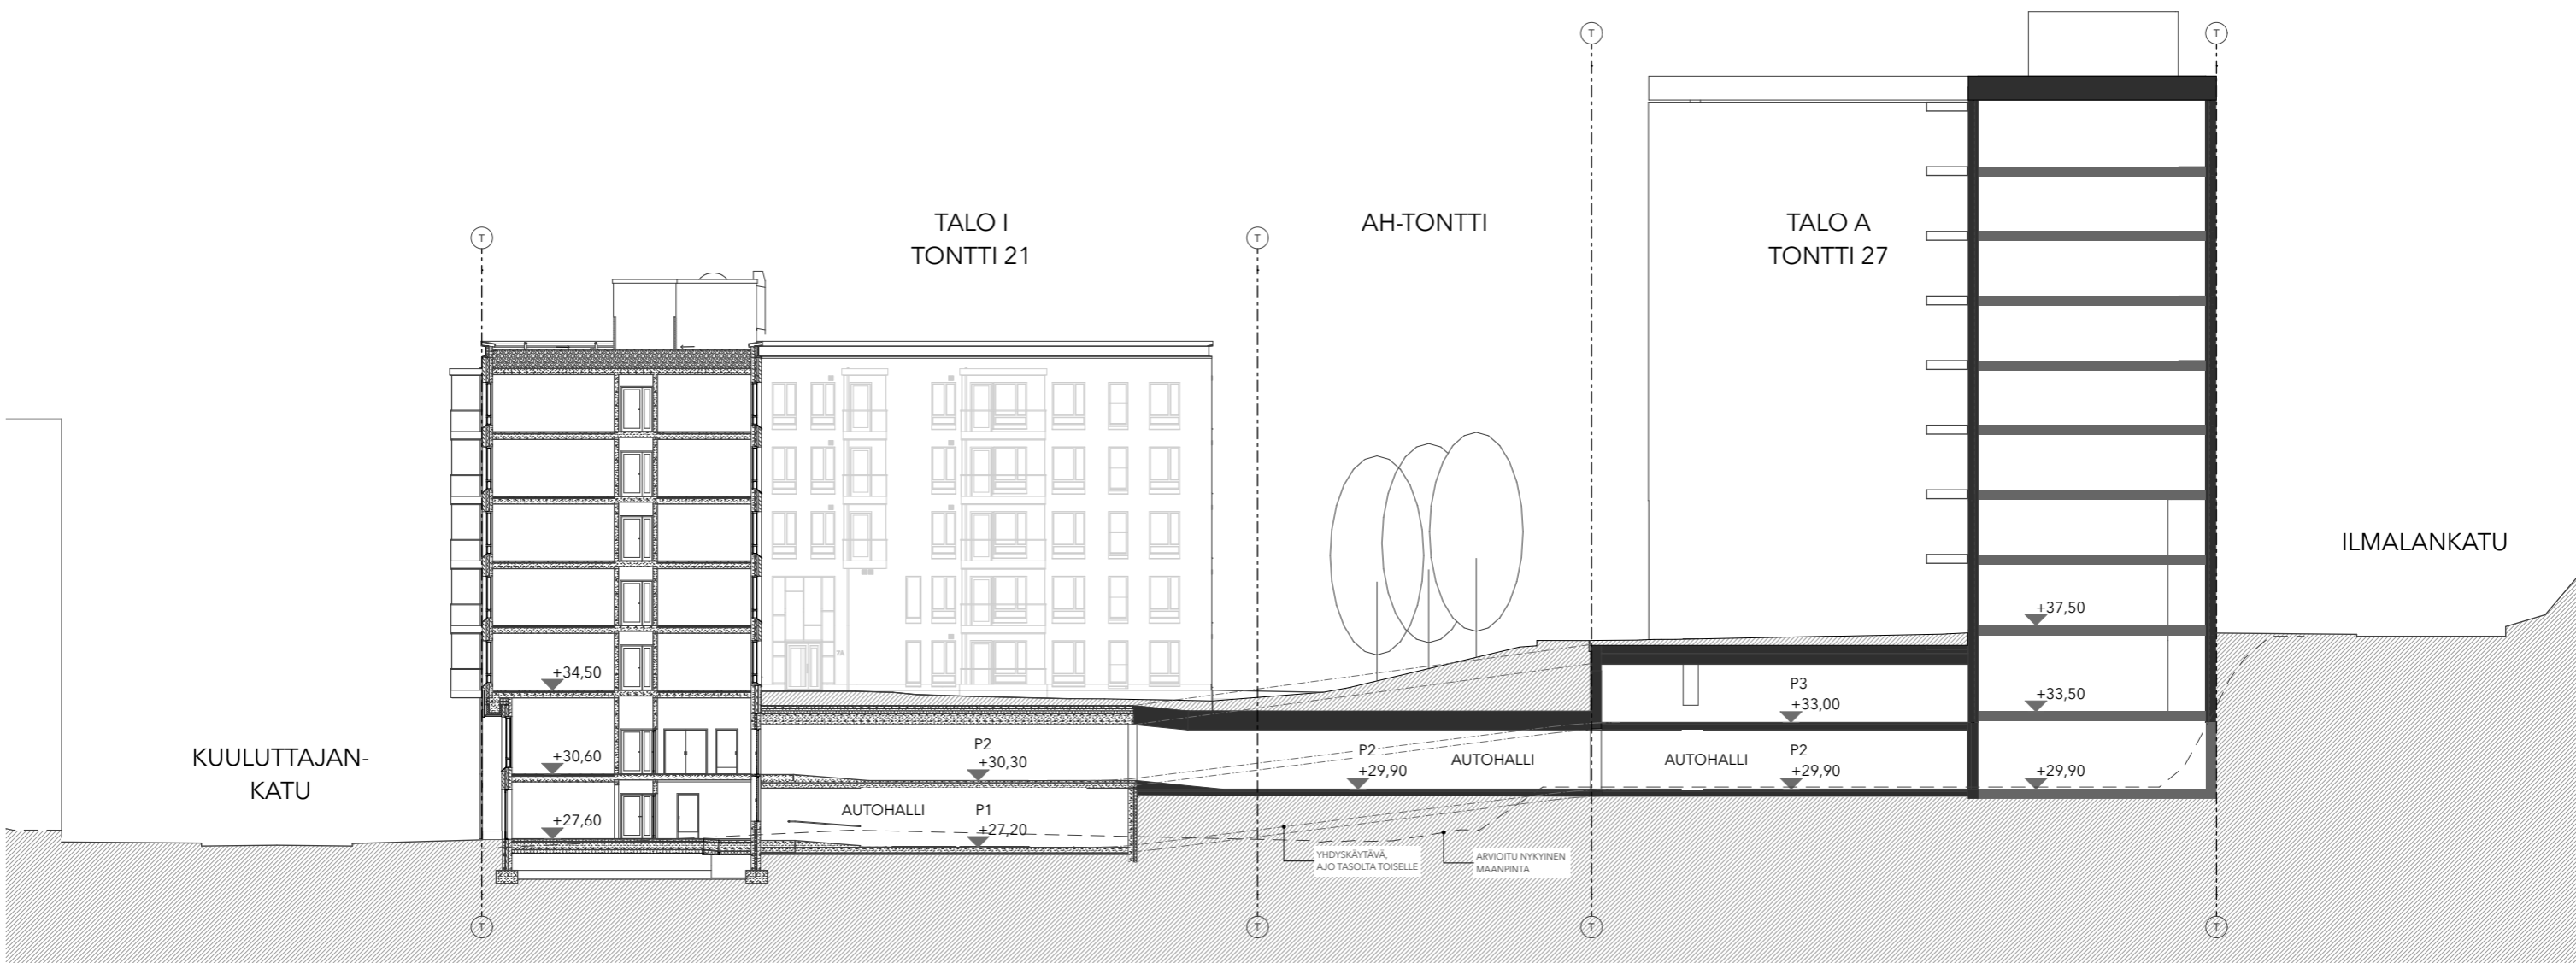 T
T
TALO I
TONTTI 21
AH-TONTTI
TALO A
TONTTI 27
T
T
ILMALANKATU
KUULUTTAJAN-
KATU
+34,50
+30,60
+27,60
7A
P2
+30,30
AUTOHALLI
P1
+27,20
P2
+29,90
AUTOHALLI
P3
+33,00
AUTOHALLI
P2
+29,90
+37,50
+33,50
+29,90
YHDYSKÄYTÄVÄ,
AJO TASOLTA TOISELLE
ARVIOITU NYKYINEN
MAANPINTA
T
T
T
T